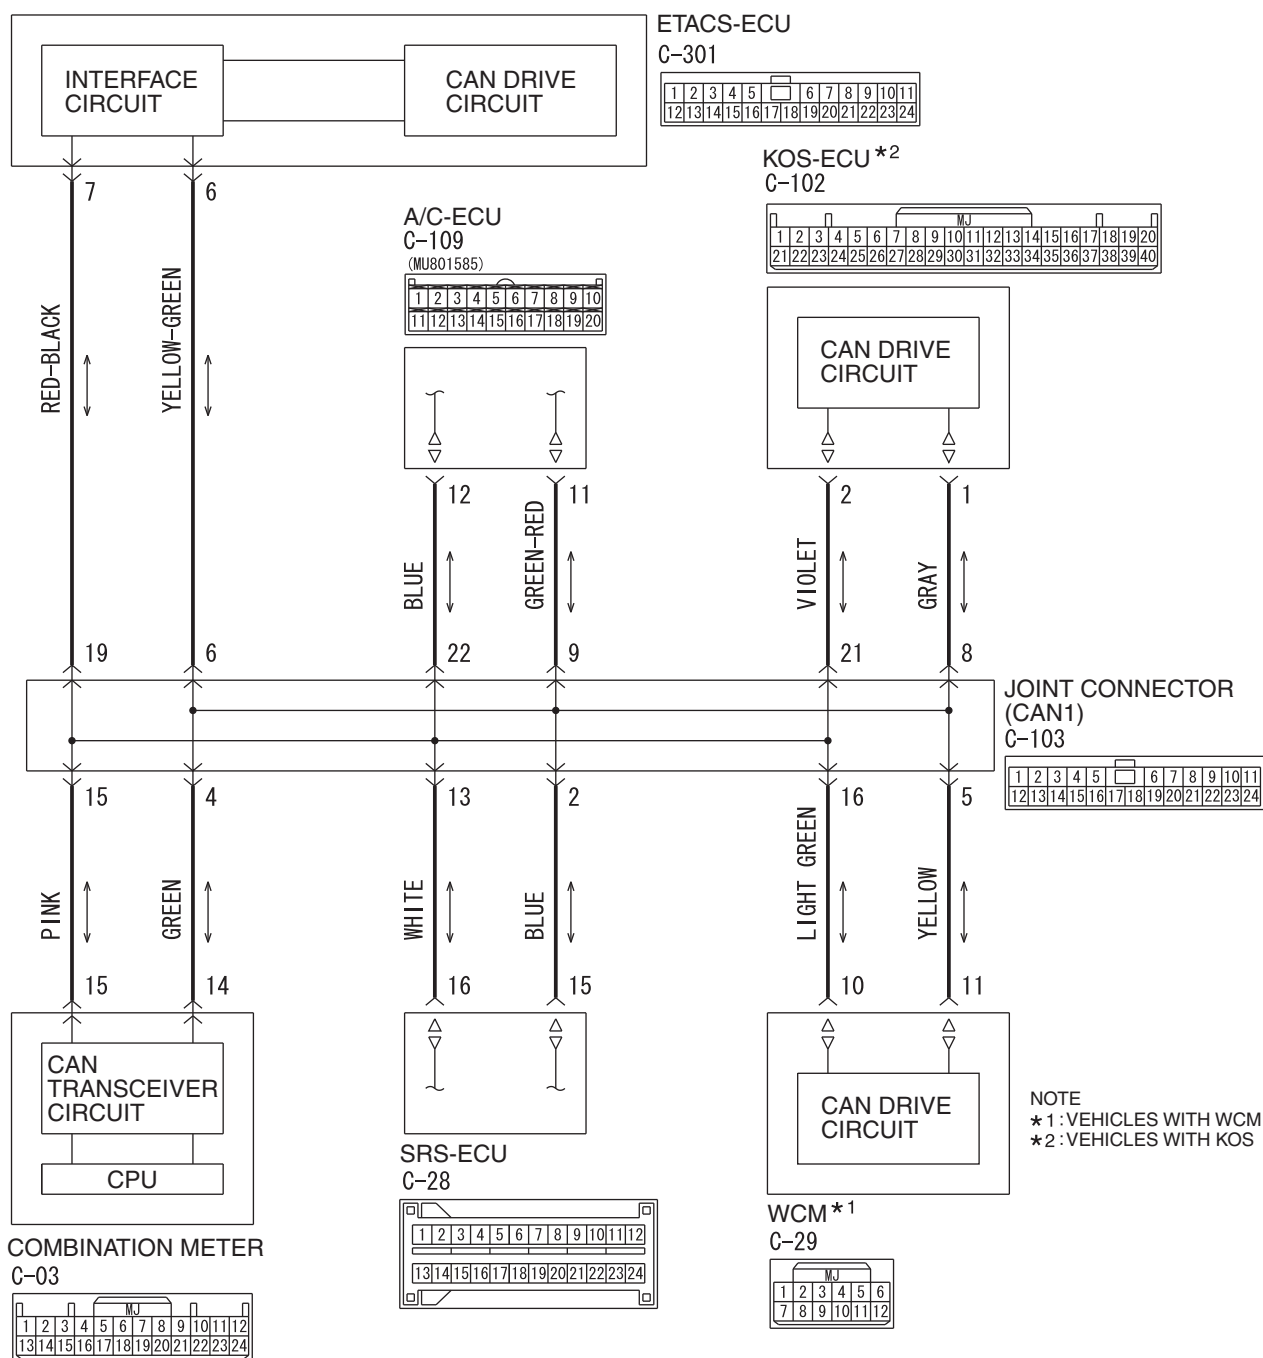 ETACS-ECU
C-301
INTERFACE
CIRCUIT
CAN DRIVE
CIRCUIT
1 2 3 4 5 6 7 8 9 10 11
12 13 14 15 16 17 18 19 20 21 22 23 24
7 6
KOS-ECU *2
C-102
MJ
1 2 3 4 5 6 7 8 9 10 11 12 13 14 15 16 17 18 19 20
21 22 23 24 25 26 27 28 29 30 31 32 33 34 35 36 37 38 39 40
A/C-ECU
C-109
(MU801585)
1 2 3 4 5 6 7 8 9 10
11 12 13 14 15 16 17 18 19 20
CAN DRIVE
CIRCUIT
RED-BLACK
YELLOW-GREEN
12 11 2 1
BLUE
GREEN-RED
VIOLET
GRAY
19 6 22 9 21 8
JOINT CONNECTOR
(CAN1)
C-103
1 2 3 4 5 6 7 8 9 10 11
12 13 14 15 16 17 18 19 20 21 22 23 24
15 4 13 2 16 5
PINK
GREEN
WHITE
BLUE
LIGHT GREEN
YELLOW
15 14 16 15 10 11
CAN
TRANSCEIVER
CIRCUIT
CPU
CAN DRIVE
CIRCUIT
NOTE
*1:VEHICLES WITH WCM
*2:VEHICLES WITH KOS
SRS-ECU
C-28
1 2 3 4 5 6 7 8 9 10 11 12
13 14 15 16 17 18 19 20 21 22 23 24
WCM *1
C-29
MJ
1 2 3 4 5 6
7 8 9 10 11 12
COMBINATION METER
C-03
MJ
1 2 3 4 5 6 7 8 9 10 11 12
13 14 15 16 17 18 19 20 21 22 23 24